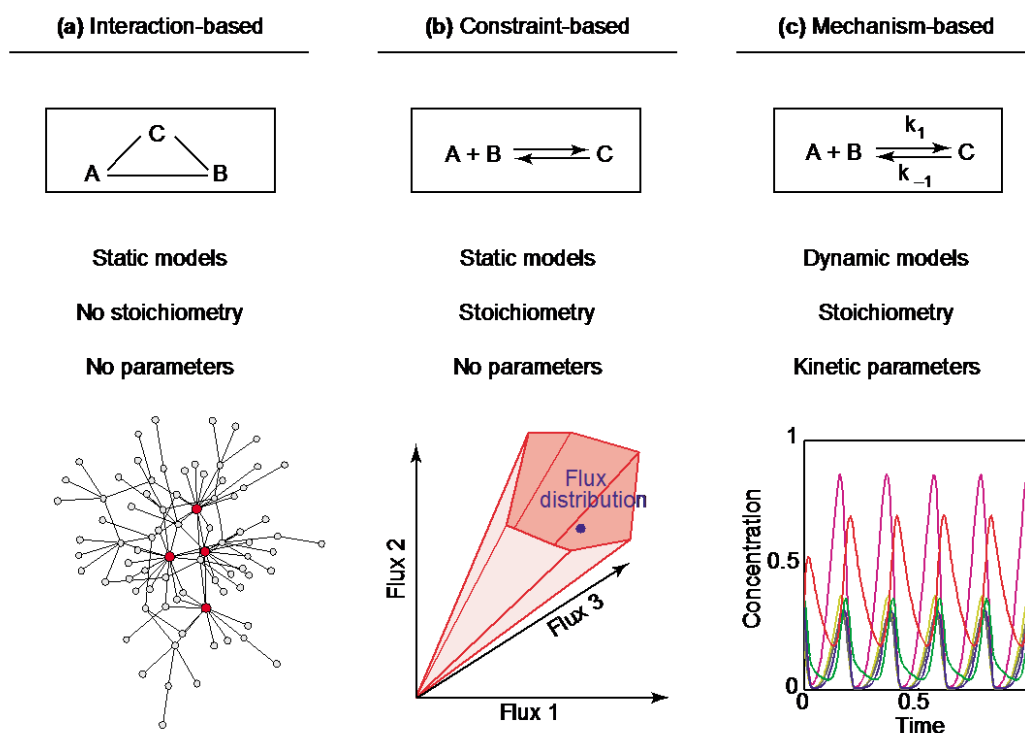 (a) Interaction-based
C
A B
Static models
No stoichiometry
No parameters
(b) Constraint-based
A + B C
Static models
Stoichiometry
No parameters
Flux 2
Flux distribution
Flux 3
Flux 1
(c) Mechanism-based
k1
A + B C
k–1
Dynamic models
Stoichiometry
Kinetic parameters
1
Concentration
0.5
0
0 0.5
Time